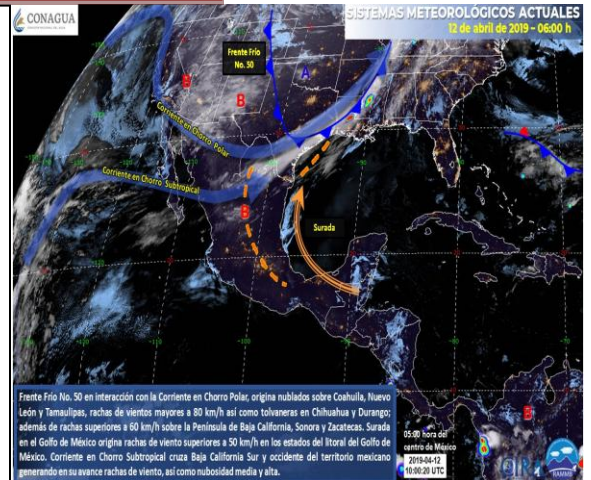 CONAGUA
SISTEMAS METEOROLÓGICOS ACTUALES
12 de abril de 2019 – 06:00 h
Frente Frío
No. 50
A
B
B
Corriente en Chorro Polar
Corriente en Chorro Subtropical
B
Surada
B
Frente Frío No. 50 en interacción con la Corriente en Chorro Polar, origina nublados sobre Coahuila, Nuevo
León y Tamaulipas, rachas de vientos mayores a 80 km/h así como tolvaneras en Chihuahua y Durango;
además de rachas superiores a 60 km/h sobre la Península de Baja California, Sonora y Zacatecas. Surada
en el Golfo de México origina rachas de viento superiores a 50 km/h en los estados del litoral del Golfo de
México. Corriente en Chorro Subtropical cruza Baja California Sur y occidente del territorio mexicano
generando en su avance rachas de viento, así como nubosidad media y alta.
05:00 hora del
centro de México
2019-04-12
10:00:20 UTC
CIRA
RAMMB